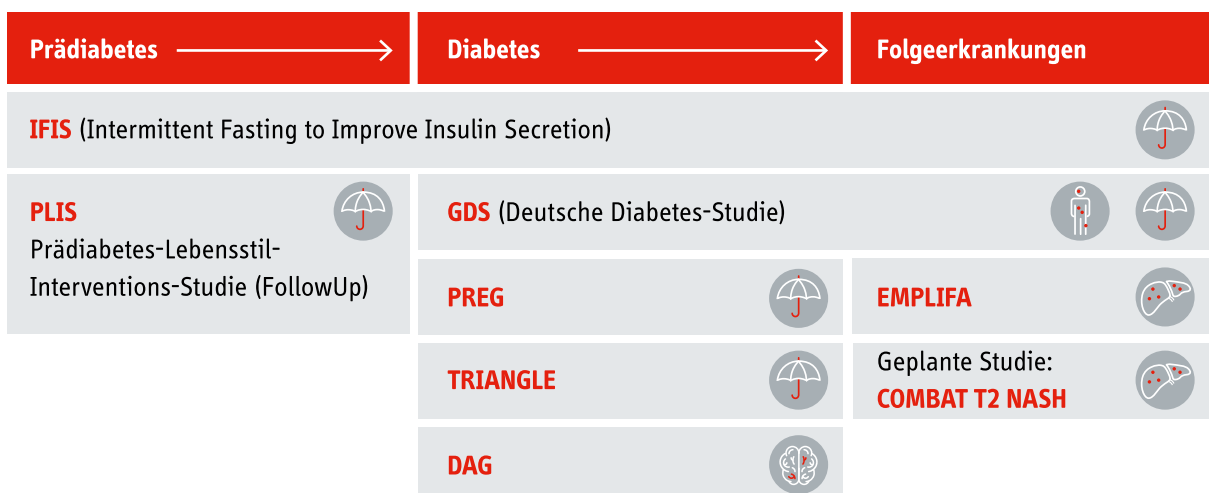 Prädiabetes
Diabetes
Folgeerkrankungen
IFIS (Intermittent Fasting to Improve Insulin Secretion)
PLIS
Prädiabetes-Lebensstil-
Interventions-Studie (FollowUp)
GDS (Deutsche Diabetes-Studie)
PREG
EMPLIFA
TRIANGLE
Geplante Studie:
COMBAT T2 NASH
DAG